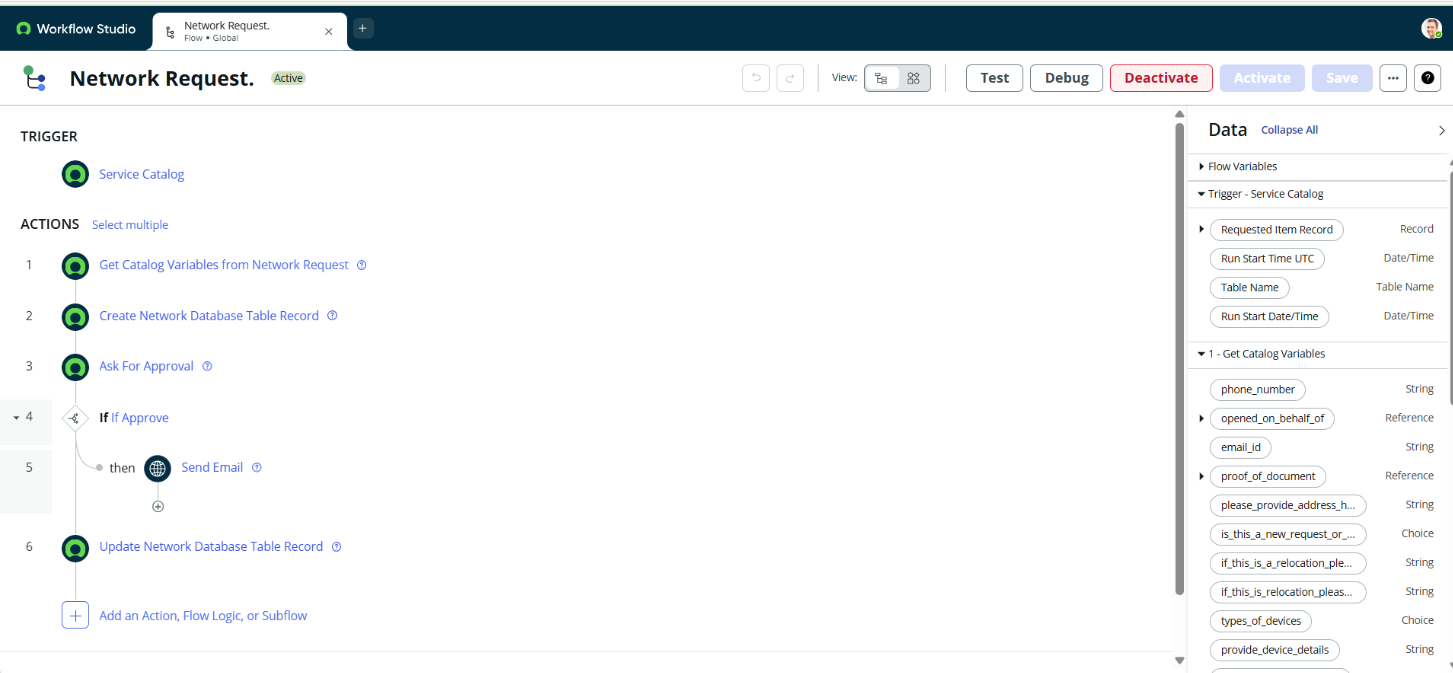 Workflow Studio
Network Request.
Flow • Global
Network Request. Active
View: Test Debug Deactivate Activate Save
TRIGGER
Service Catalog
ACTIONS Select multiple
1 Get Catalog Variables from Network Request
2 Create Network Database Table Record
3 Ask For Approval
4 If If Approve
5 then Send Email
6 Update Network Database Table Record
Add an Action, Flow Logic, or Subflow
Data Collapse All
Flow Variables
Trigger - Service Catalog
Requested Item Record Record
Run Start Time UTC Date/Time
Table Name Table Name
Run Start Date/Time Date/Time
1 - Get Catalog Variables
phone_number String
opened_on_behalf_of Reference
email_id String
proof_of_document Reference
please_provide_address_h... String
is_this_a_new_request_or_... Choice
if_this_is_a_relocation_ple... String
if_this_is_relocation_pleas... String
types_of_devices Choice
provide_device_details String